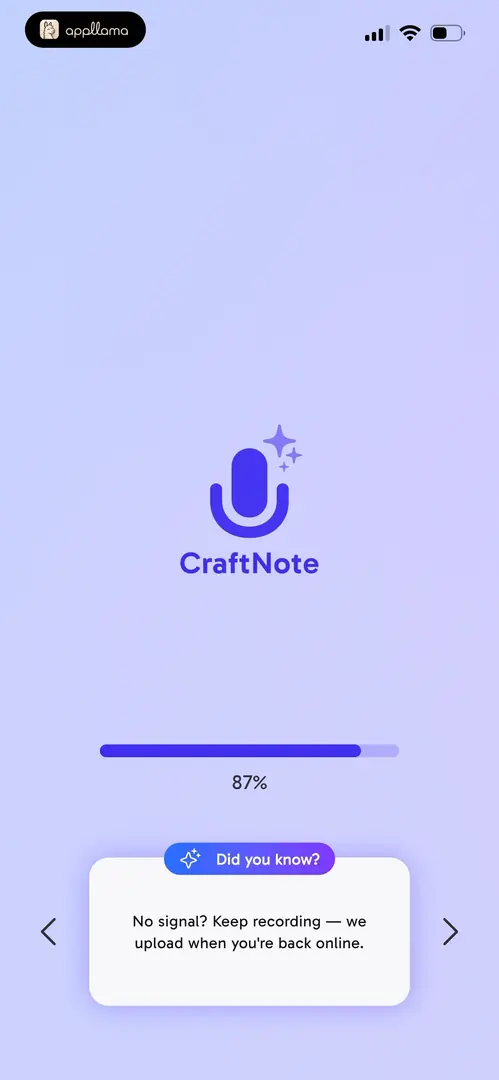 appllama
CraftNote
87%
Did you know?
No signal? Keep recording — we
upload when you're back online.